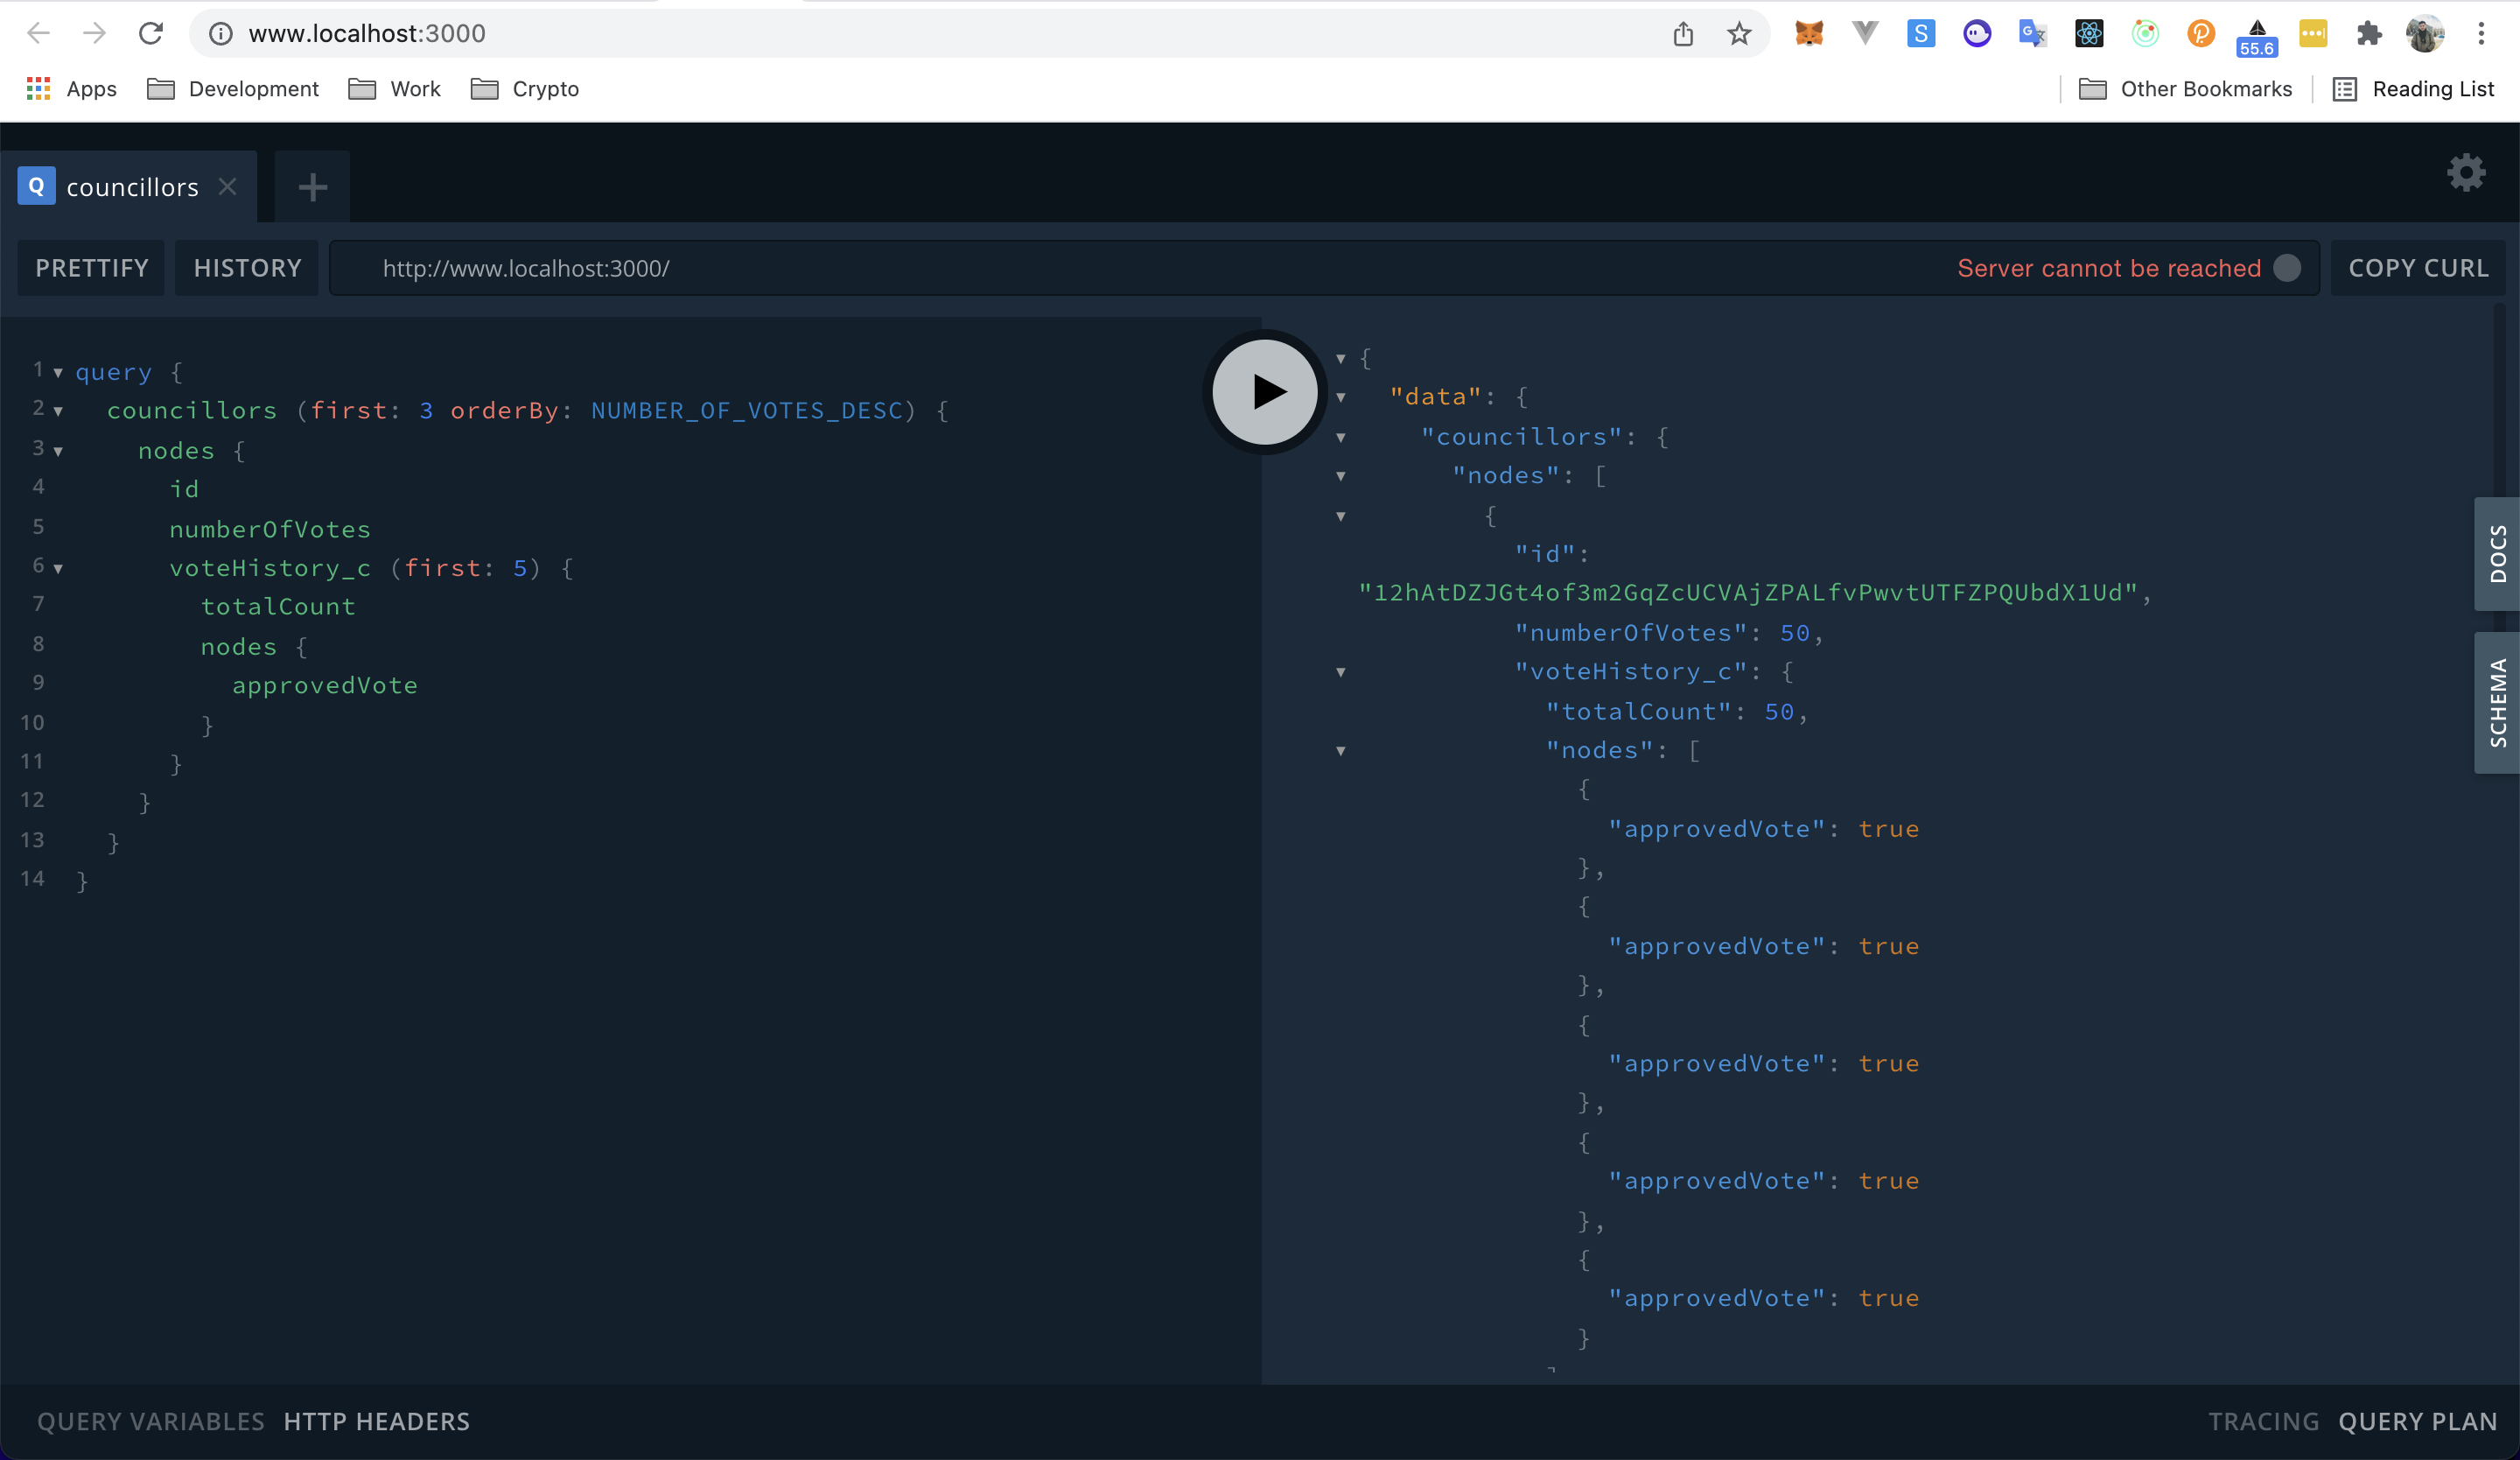 www.localhost:3000
55.6
Apps Development Work Crypto Other Bookmarks Reading List
Q councillors
PRETTIFY HISTORY http://www.localhost:3000/ Server cannot be reached COPY CURL
1 query {
2 councillors (first: 3 orderBy: NUMBER_OF_VOTES_DESC) {
3 nodes {
4 id
5 numberOfVotes
6 voteHistory_c (first: 5) {
7 totalCount
8 nodes {
9 approvedVote
10 }
11 }
12 }
13 }
14 }
{
"data": {
"councillors": {
"nodes": [
{
"id":
"12hAtDZJGt4of3m2GqZcUCVAjZPALfvPwvtUTFZPQUbdX1Ud",
"numberOfVotes": 50,
"voteHistory_c": {
"totalCount": 50,
"nodes": [
{
"approvedVote": true
},
{
"approvedVote": true
},
{
"approvedVote": true
},
{
"approvedVote": true
},
{
"approvedVote": true
}
DOCS
SCHEMA
QUERY VARIABLES HTTP HEADERS TRACING QUERY PLAN